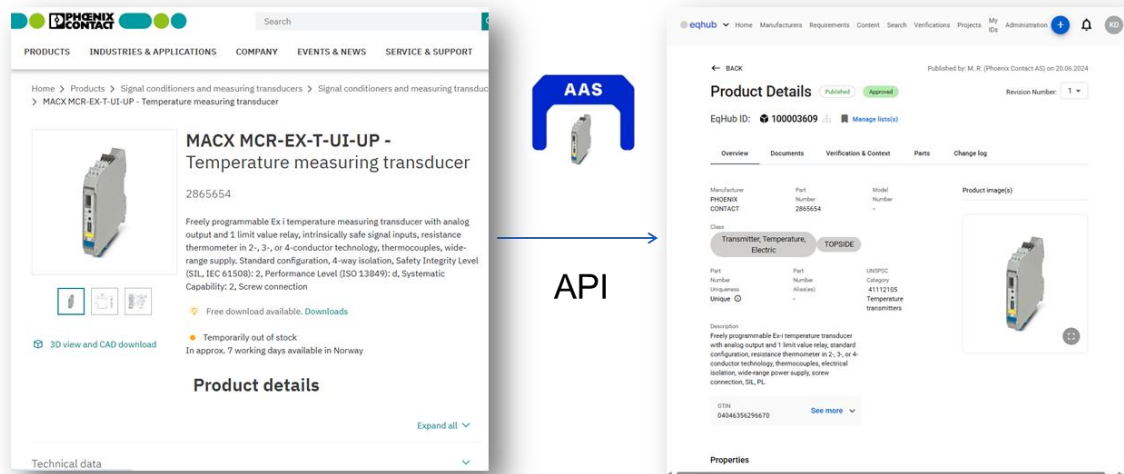 PHŒNIX
CONTACT
Search
PRODUCTS INDUSTRIES & APPLICATIONS COMPANY EVENTS & NEWS SERVICE & SUPPORT
Home > Products > Signal conditioners and measuring transducers > Signal conditioners and measuring transduc
> MACX MCR-EX-T-UI-UP - Temperature measuring transducer
MACX MCR-EX-T-UI-UP -
Temperature measuring transducer
2865654
Freely programmable Ex i temperature measuring transducer with analog
output and 1 limit value relay, intrinsically safe signal inputs, resistance
thermometer in 2-, 3-, or 4-conductor technology, thermocouples, wide-
range supply. Standard configuration, 4-way isolation, Safety Integrity Level
(SIL, IEC 61508): 2, Performance Level (ISO 13849): d, Systematic
Capability: 2, Screw connection
Free download available. Downloads
3D view and CAD download
Temporarily out of stock
In approx. 7 working days available in Norway
Product details
Expand all
Technical data
AAS
API
eqhub Home Manufacturers Requirements Content Search Verifications Projects My IDs Administration + KD
← BACK
Published by: M. R. (Phoenix Contact AS) on 20.06.2024
Product Details Published Approved
Revision Number: 1
EqHub ID: 100003609 Manage lists(s)
Overview Documents Verification & Context Parts Change log
Manufacturer
PHOENIX
CONTACT
Part
Number
2865654
Model
Number
-
Product image(s)
Class
Transmitter, Temperature,
Electric
TOPSIDE
Part
Number
Uniqueness
Unique
Part
Number
Alias(es)
-
UNSPSC
Category
41112105
Temperature
transmitters
Description
Freely programmable Ex-i temperature transducer
with analog output and 1 limit value relay, standard
configuration, resistance thermometer in 2-, 3-, or 4-
conductor technology, thermocouples, electrical
isolation, wide-range power supply, screw
connection, SIL, PL.
GTIN
04046356296670
See more
Properties